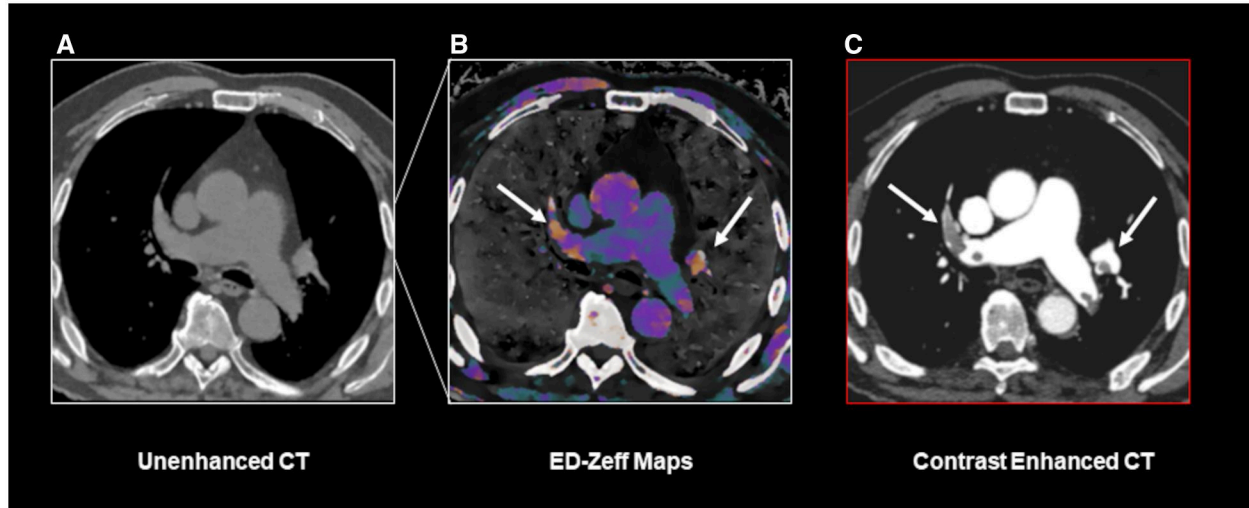 A
B
C
Unenhanced CT
ED-Zeff Maps
Contrast Enhanced CT